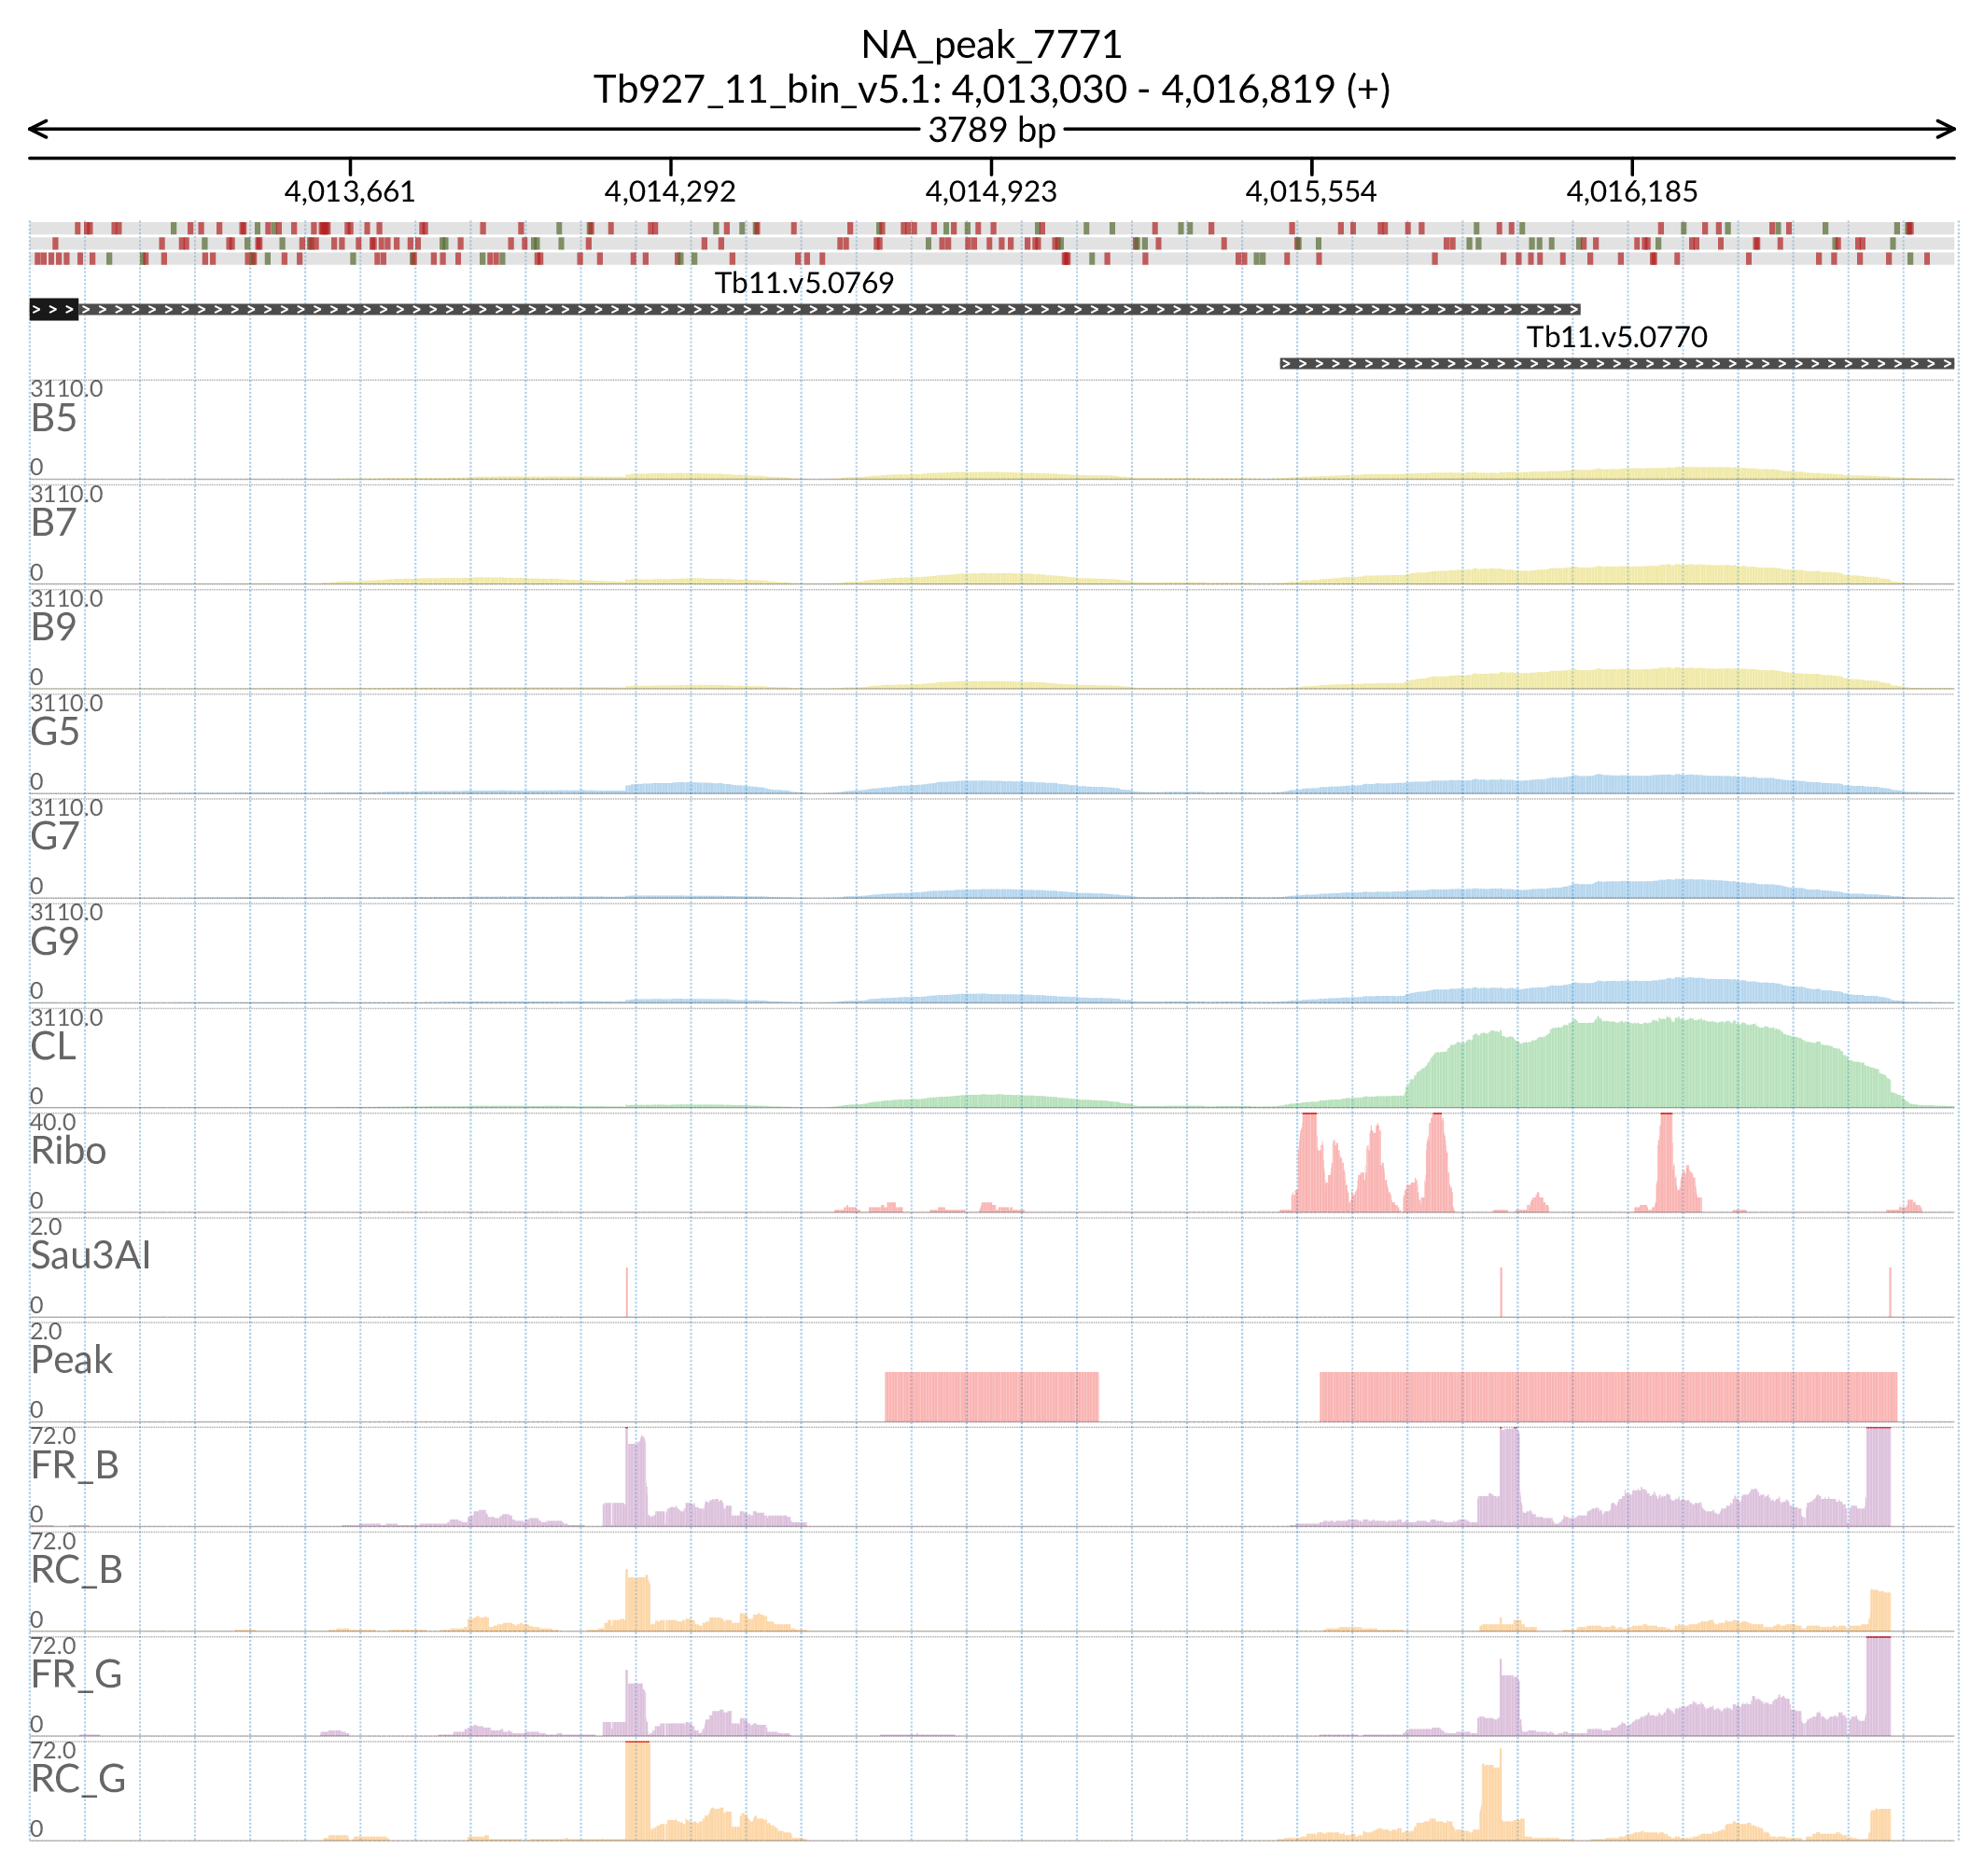 NA_peak_7771
Tb927_11_bin_v5.1: 4,013,030 - 4,016,819 (+)
3789 bp
4,013,661 4,014,292 4,014,923 4,015,554 4,016,185
Tb11.v5.0769
Tb11.v5.0770
3110.0
B5
0
3110.0
B7
0
3110.0
B9
0
3110.0
G5
0
3110.0
G7
0
3110.0
G9
0
3110.0
CL
0
40.0
Ribo
0
2.0
Sau3AI
0
2.0
Peak
0
72.0
FR_B
0
72.0
RC_B
0
72.0
FR_G
0
72.0
RC_G
0